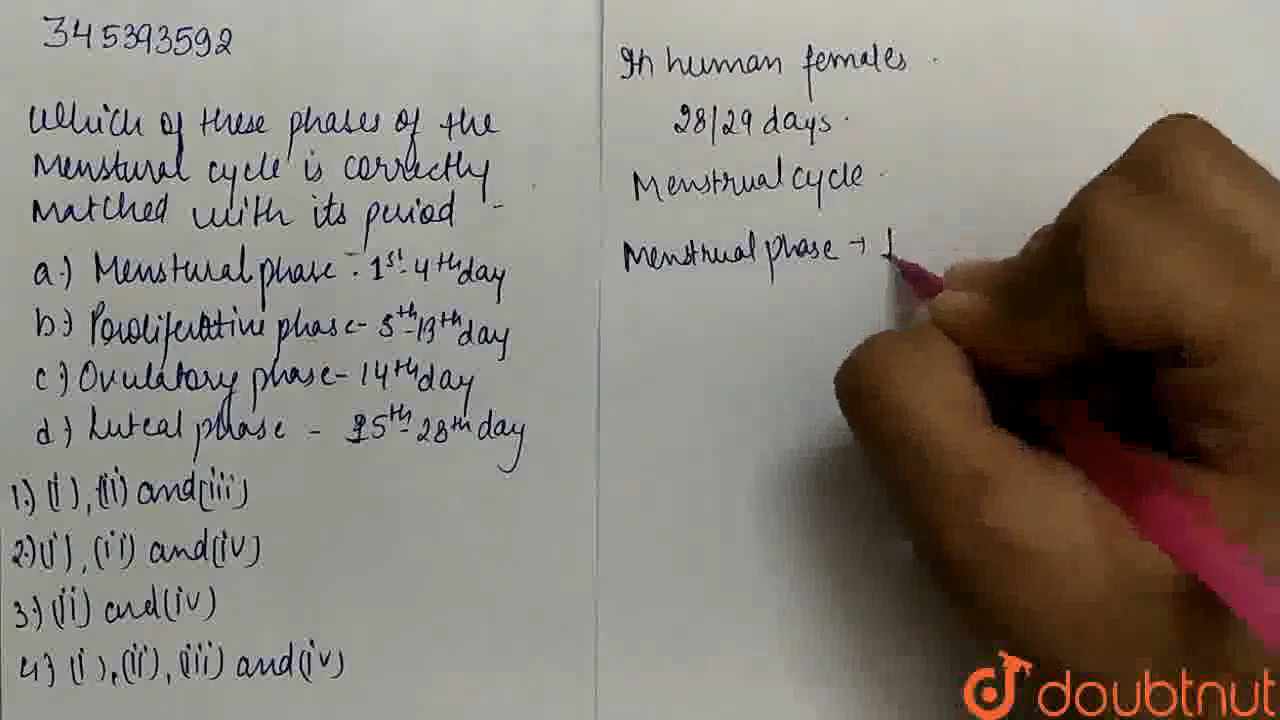 345393592
Which of these phases of the
Menstural cycle is correctly
matched with its period -
a.) Menstural phase - 1st - 4th day
b.) Poroliferative phase - 5th - 13th day
c.) Ovulatory phase - 14th day
d.) Luteal phase - 15th - 28th day
1.) (i), (ii) and (iii)
2.) (i), (ii) and (iv)
3.) (ii) and (iv)
4.) (i), (ii), (iii) and (iv)
In human females.
28/29 days.
Menstrual cycle.
Menstrual phase → 1
doubtnut